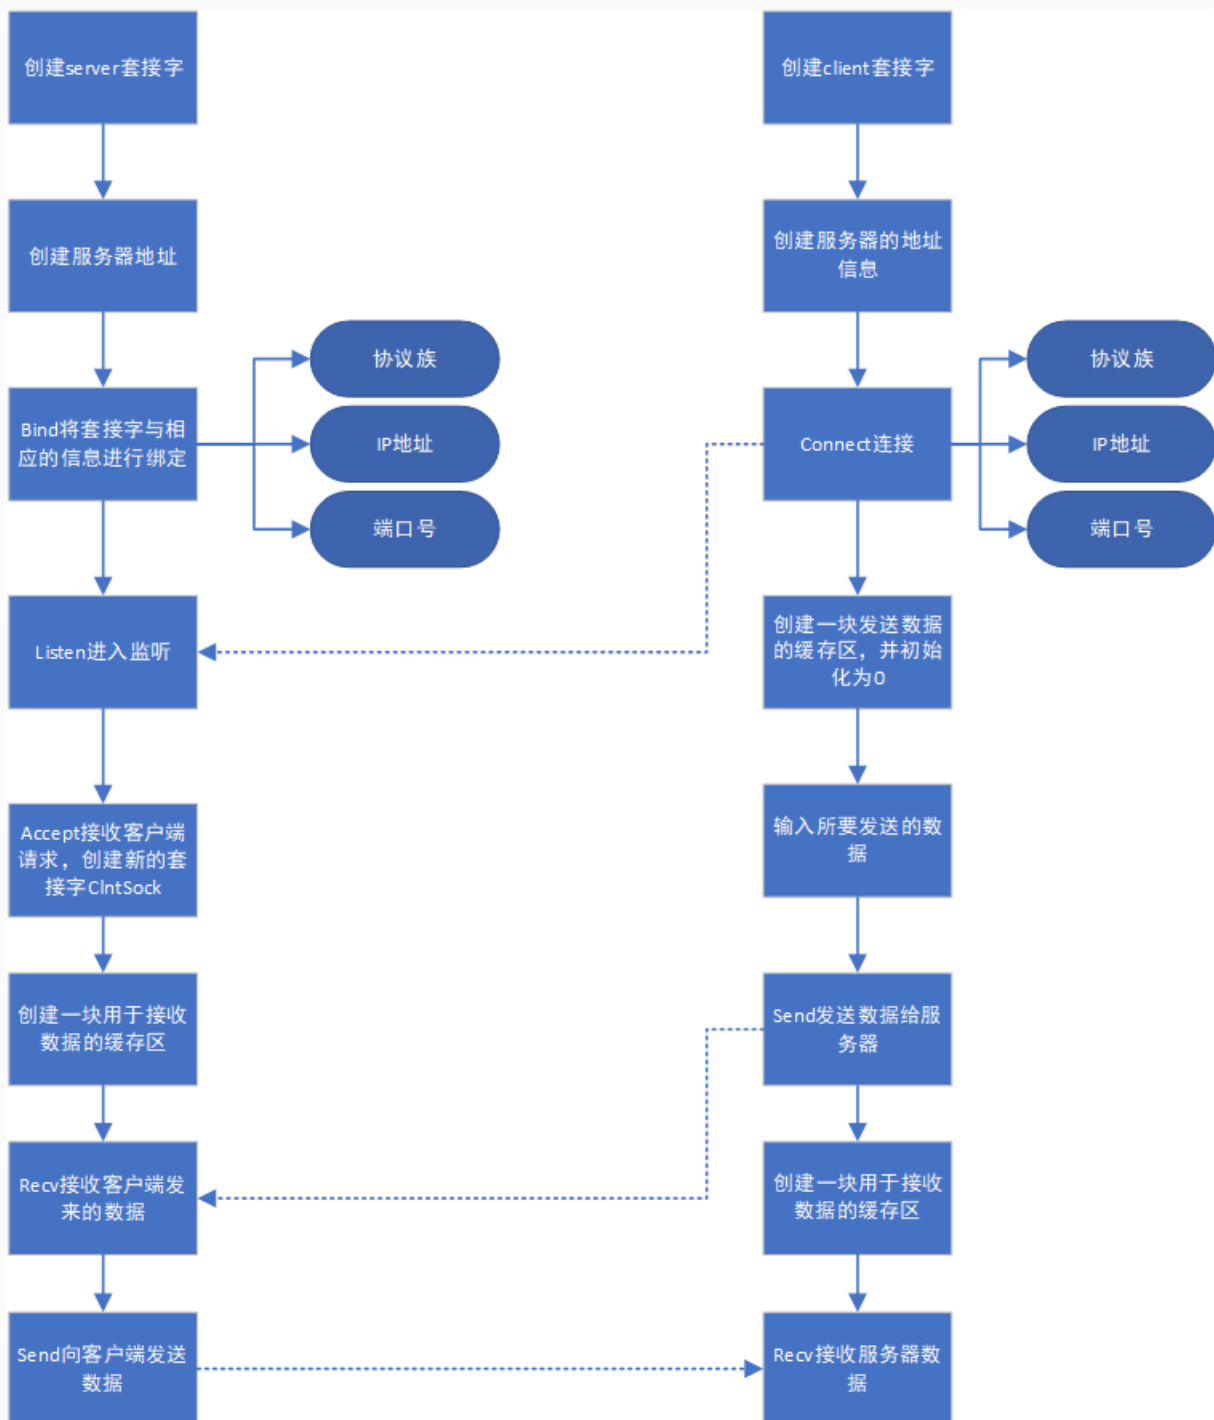 创建server套接字
创建服务器地址
Bind将套接字与相
应的信息进行绑定
协议族
IP地址
端口号
Listen进入监听
Accept接收客户端
请求，创建新的套
接字ClntSock
创建一块用于接收
数据的缓存区
Recv接收客户端发
来的数据
Send向客户端发送
数据
创建client套接字
创建服务器的地址
信息
Connect连接
协议族
IP地址
端口号
创建一块发送数据
的缓存区，并初始
化为0
输入所要发送的数
据
Send发送数据给服
务器
创建一块用于接收
数据的缓存区
Recv接收服务器数
据